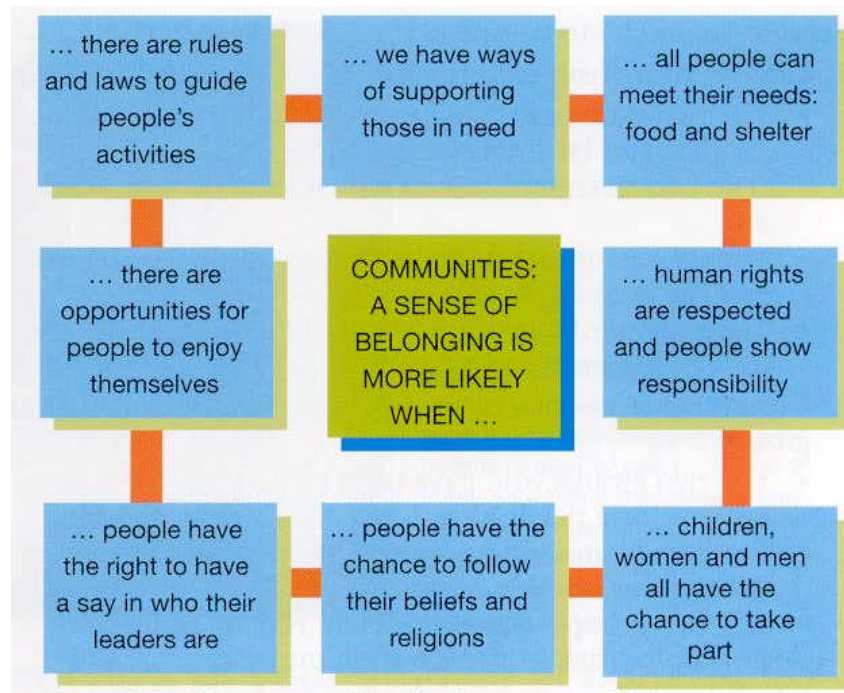 … there are rules
and laws to guide
people's
activities
… we have ways
of supporting
those in need
… all people can
meet their needs:
food and shelter
… there are
opportunities for
people to enjoy
themselves
COMMUNITIES:
A SENSE OF
BELONGING IS
MORE LIKELY
WHEN …
… human rights
are respected
and people show
responsibility
… people have
the right to have
a say in who their
leaders are
… people have the
chance to follow
their beliefs and
religions
… children,
women and men
all have the
chance to take
part